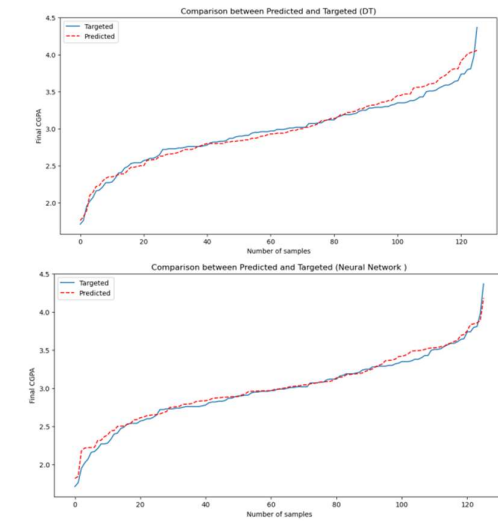 Comparison between Predicted and Targeted (DT)
Targeted
Predicted
4.5
4.0
3.5
3.0
2.5
2.0
Final CGPA
0 20 40 60 80 100 120
Number of samples
Comparison between Predicted and Targeted (Neural Network )
Targeted
Predicted
4.5
4.0
3.5
3.0
2.5
2.0
Final CGPA
0 20 40 60 80 100 120
Number of samples